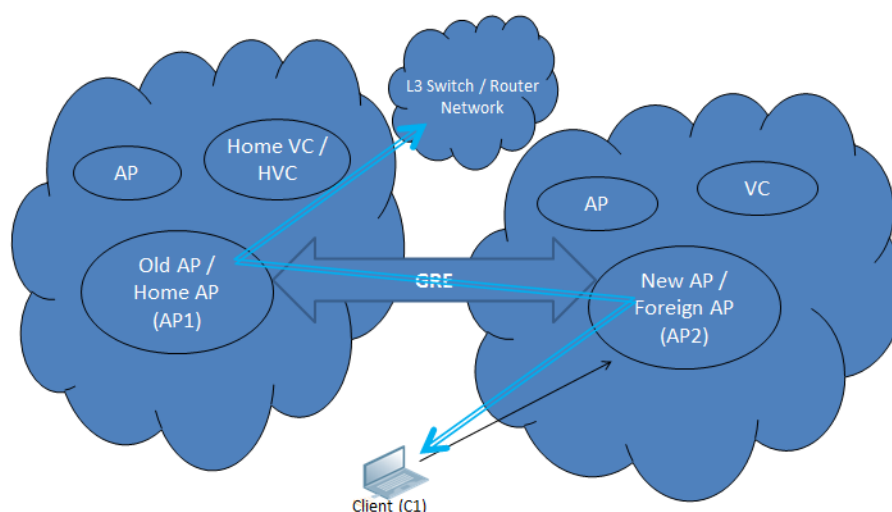 L3 Switch / Router
Network
Home VC /
HVC
AP
VC
AP
Old AP /
Home AP
(AP1)
GRE
New AP /
Foreign AP
(AP2)
Client (C1)